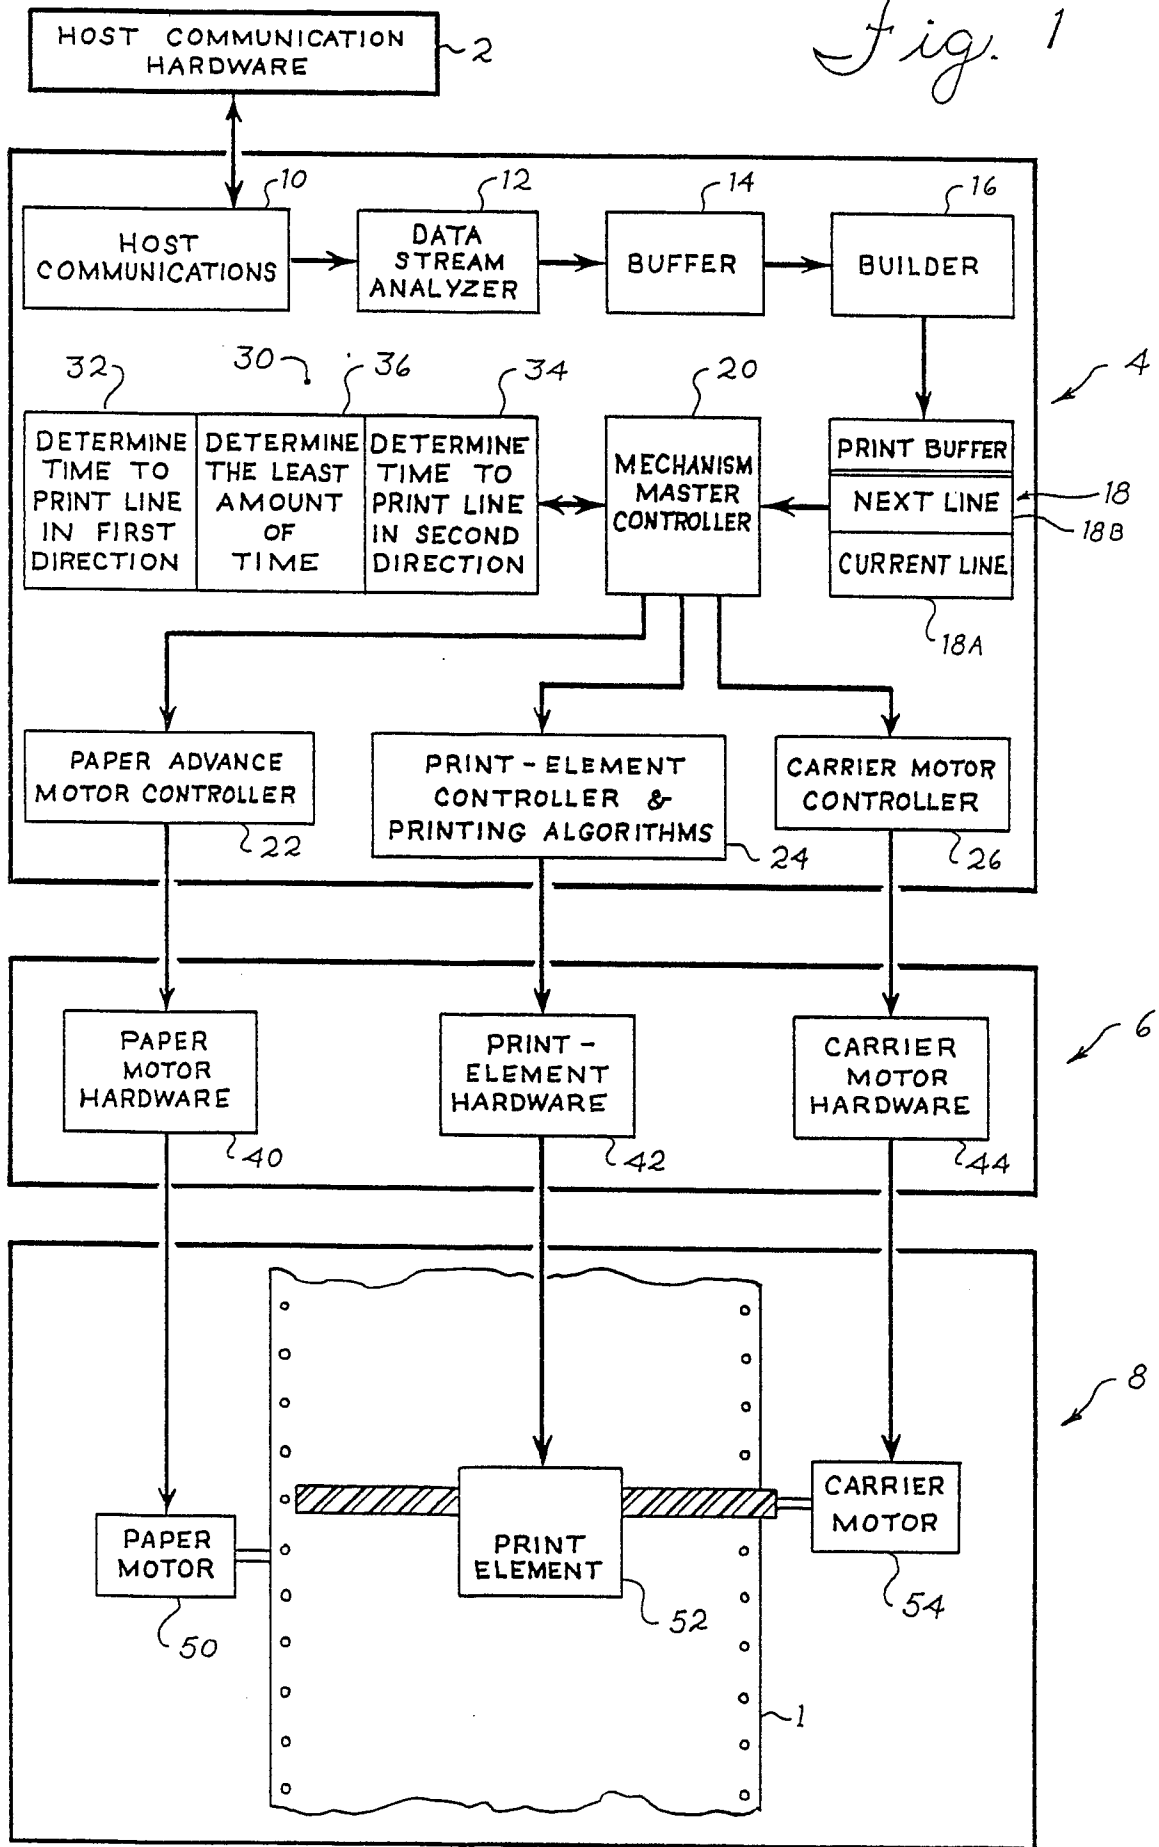 Fig. 1
HOST COMMUNICATION
HARDWARE
2
10
12
14
16
HOST
COMMUNICATIONS
DATA
STREAM
ANALYZER
BUFFER
BUILDER
32
30
36
34
20
4
DETERMINE
TIME TO
PRINT LINE
IN FIRST
DIRECTION
DETERMINE
THE LEAST
AMOUNT
OF
TIME
DETERMINE
TIME TO
PRINT LINE
IN SECOND
DIRECTION
MECHANISM
MASTER
CONTROLLER
PRINT BUFFER
NEXT LINE
CURRENT LINE
18
18B
18A
PAPER ADVANCE
MOTOR CONTROLLER
22
PRINT-ELEMENT
CONTROLLER &
PRINTING ALGORITHMS
24
CARRIER MOTOR
CONTROLLER
26
6
PAPER
MOTOR
HARDWARE
40
PRINT-
ELEMENT
HARDWARE
42
CARRIER
MOTOR
HARDWARE
44
8
PAPER
MOTOR
50
PRINT
ELEMENT
52
CARRIER
MOTOR
54
1